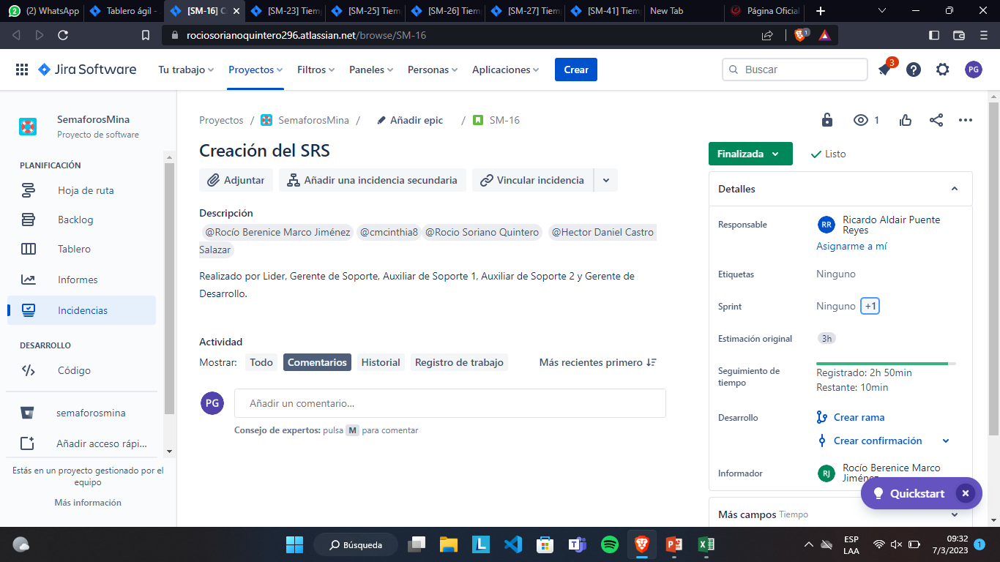 (2) WhatsApp
Tablero ágil -
[SM-16] C
[SM-23] Tiem
[SM-25] Tiem
[SM-26] Tiem
[SM-27] Tiem
[SM-41] Tiem
New Tab
Página Oficial
rociosorianoquintero296.atlassian.net/browse/SM-16
1
Jira Software
Tu trabajo
Proyectos
Filtros
Paneles
Personas
Aplicaciones
Crear
Buscar
3
PG
SemaforosMina
Proyecto de software
PLANIFICACIÓN
Hoja de ruta
Backlog
Tablero
Informes
Incidencias
DESARROLLO
Código
semaforosmina
Añadir acceso rápi...
Estás en un proyecto gestionado por el
equipo
Más información
Proyectos / SemaforosMina / Añadir epic / SM-16
1
Creación del SRS
Adjuntar
Añadir una incidencia secundaria
Vincular incidencia
Descripción
@Rocío Berenice Marco Jiménez @cmcinthia8 @Rocio Soriano Quintero @Hector Daniel Castro
Salazar
Realizado por Lider, Gerente de Soporte, Auxiliar de Soporte 1, Auxiliar de Soporte 2 y Gerente de
Desarrollo.
Actividad
Mostrar: Todo Comentarios Historial Registro de trabajo Más recientes primero
PG
Añadir un comentario...
Consejo de expertos: pulsa M para comentar
Finalizada
Listo
Detalles
Responsable
RR
Ricardo Aldair Puente
Reyes
Asignarme a mí
Etiquetas
Ninguno
Sprint
Ninguno +1
Estimación original
3h
Seguimiento de
tiempo
Registrado: 2h 50min
Restante: 10min
Desarrollo
Crear rama
Crear confirmación
Informador
RJ
Rocío Berenice Marco
Jiménez
Quickstart
Más campos Tiempo
Búsqueda
ESP
LAA
09:32
7/3/2023
1